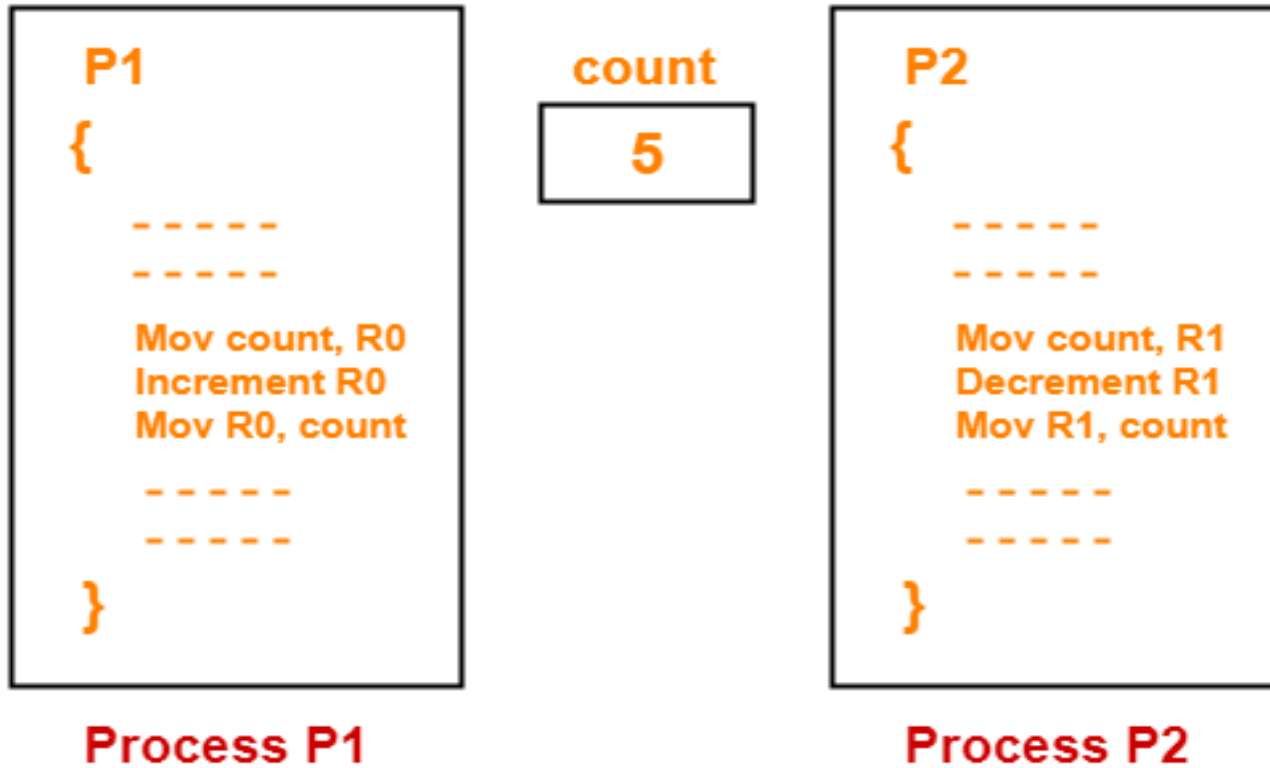 P1
{
- - - - -
- - - - -
Mov count, R0
Increment R0
Mov R0, count
- - - - -
- - - - -
}
Process P1
count
5
P2
{
- - - - -
- - - - -
Mov count, R1
Decrement R1
Mov R1, count
- - - - -
- - - - -
}
Process P2